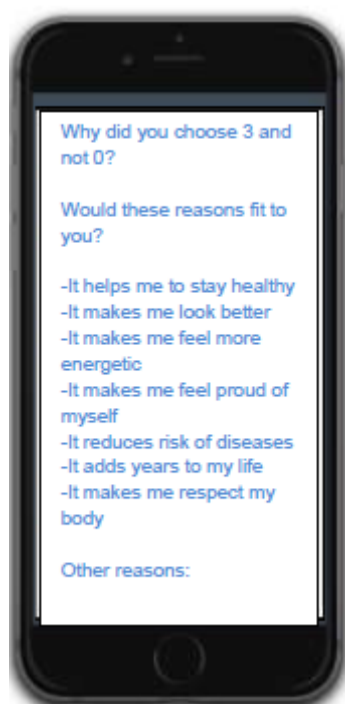 Why did you choose 3 and
not 0?
Would these reasons fit to
you?
-It helps me to stay healthy
-It makes me look better
-It makes me feel more
energetic
-It makes me feel proud of
myself
-It reduces risk of diseases
-It adds years to my life
-It makes me respect my
body
Other reasons: